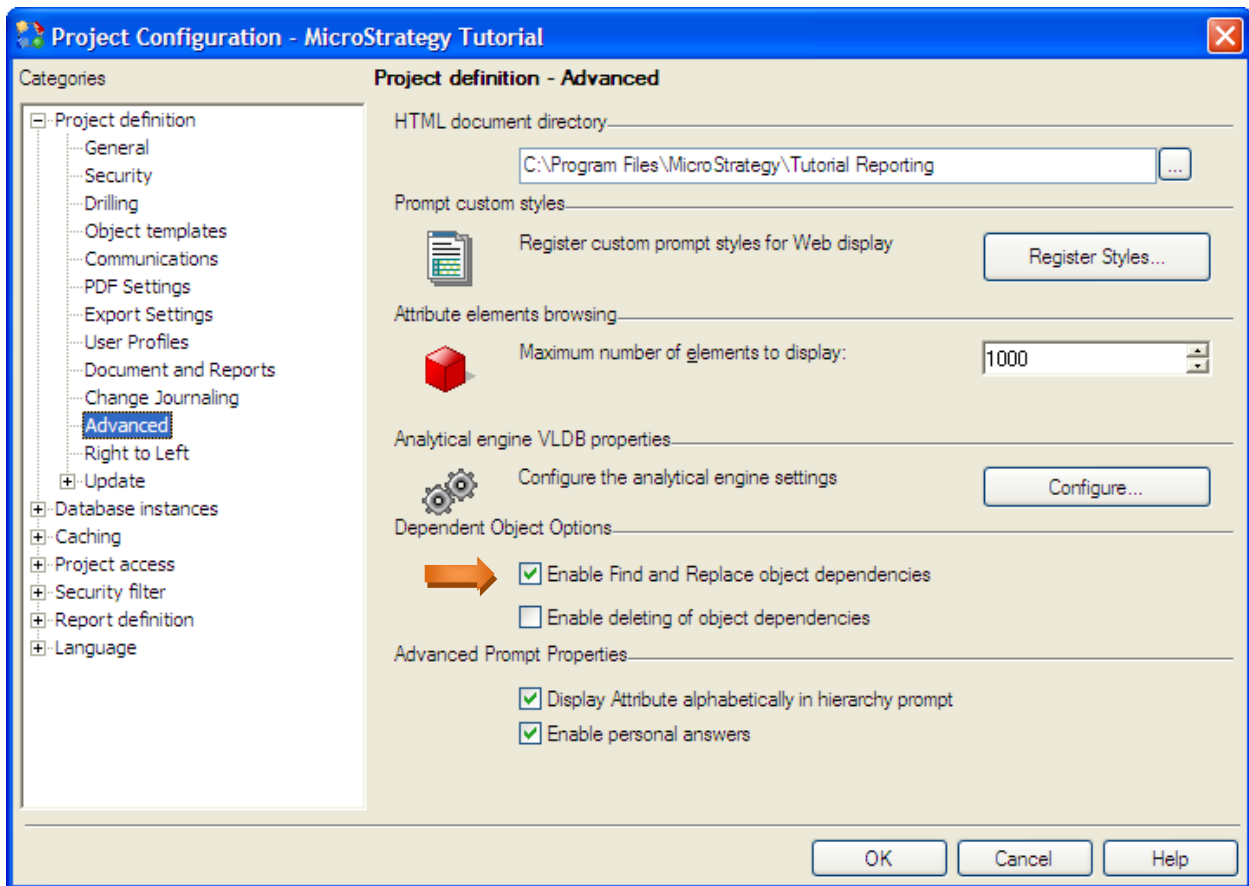 Project Configuration - MicroStrategy Tutorial
Categories
Project definition
General
Security
Drilling
Object templates
Communications
PDF Settings
Export Settings
User Profiles
Document and Reports
Change Journaling
Advanced
Right to Left
Update
Database instances
Caching
Project access
Security filter
Report definition
Language
Project definition - Advanced
HTML document directory
C:\Program Files\MicroStrategy\Tutorial Reporting
...
Prompt custom styles
Register custom prompt styles for Web display
Register Styles...
Attribute elements browsing
Maximum number of elements to display:
1000
Analytical engine VLDB properties
Configure the analytical engine settings
Configure...
Dependent Object Options
Enable Find and Replace object dependencies
Enable deleting of object dependencies
Advanced Prompt Properties
Display Attribute alphabetically in hierarchy prompt
Enable personal answers
OK
Cancel
Help